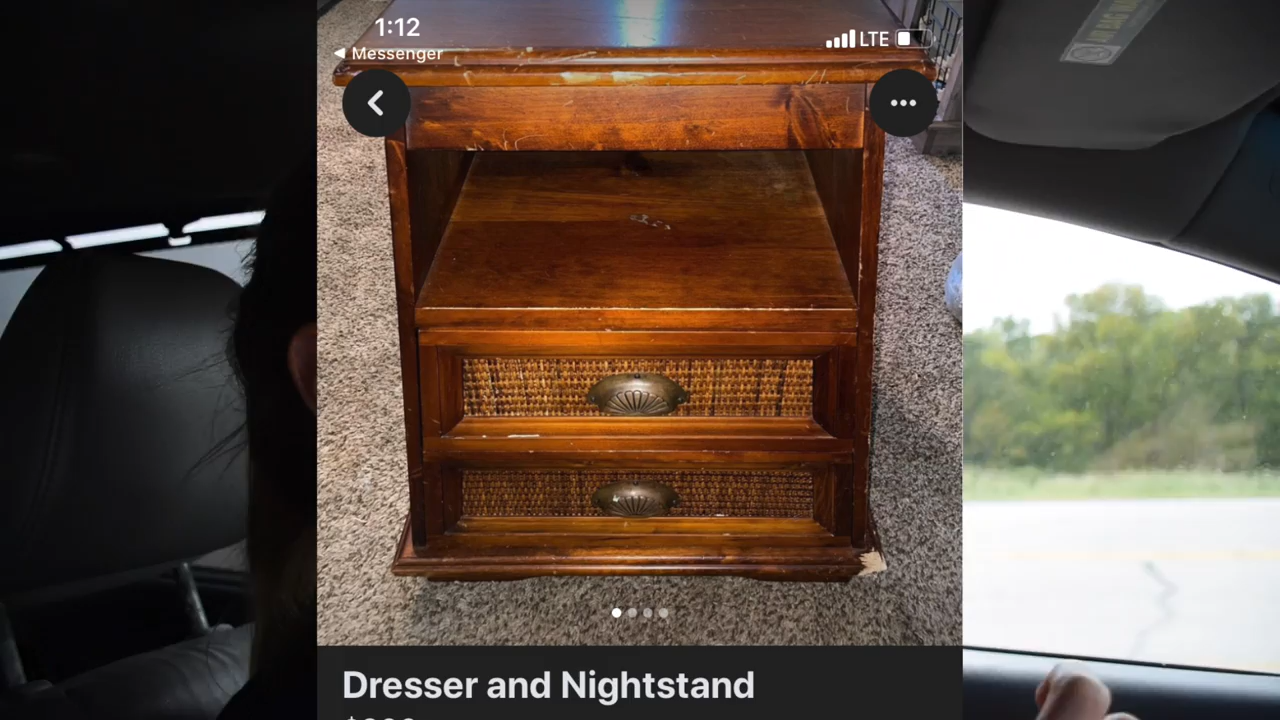 1:12
LTE
◀ Messenger
Dresser and Nightstand